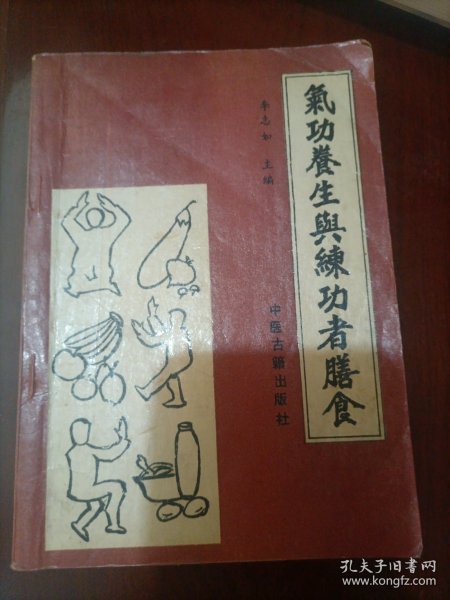 氣功養生與練功者膳食
李志如 主编
中医古籍出版社
孔夫子旧书网
www.kongfz.com